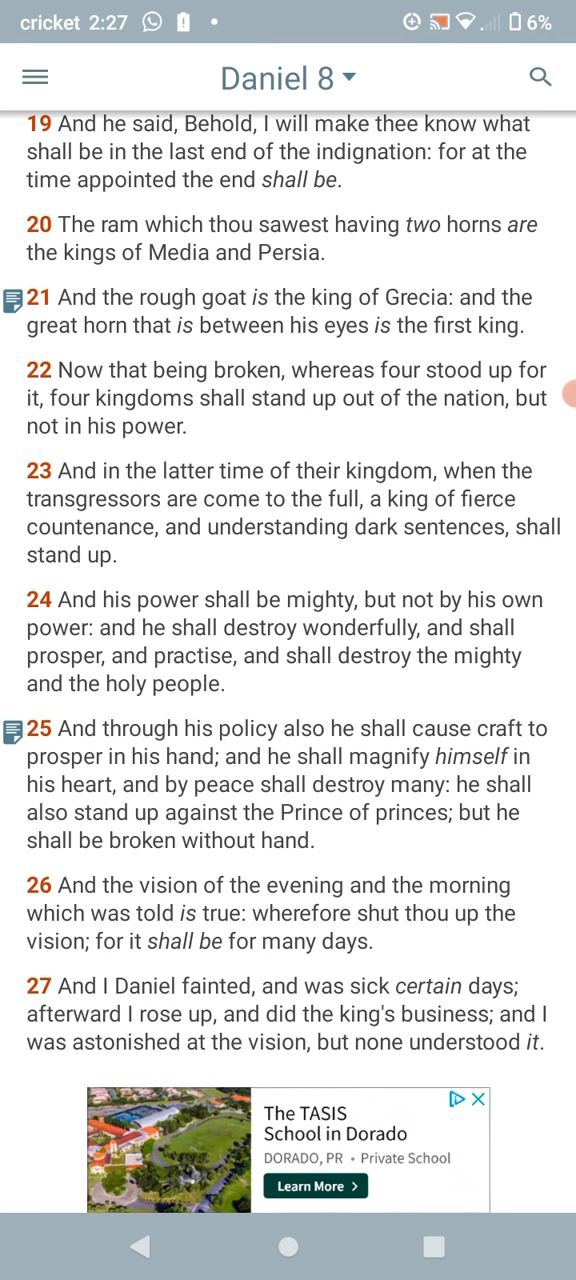 cricket 2:27 6%
Daniel 8
19 And he said, Behold, I will make thee know what
shall be in the last end of the indignation: for at the
time appointed the end shall be.
20 The ram which thou sawest having two horns are
the kings of Media and Persia.
21 And the rough goat is the king of Grecia: and the
great horn that is between his eyes is the first king.
22 Now that being broken, whereas four stood up for
it, four kingdoms shall stand up out of the nation, but
not in his power.
23 And in the latter time of their kingdom, when the
transgressors are come to the full, a king of fierce
countenance, and understanding dark sentences, shall
stand up.
24 And his power shall be mighty, but not by his own
power: and he shall destroy wonderfully, and shall
prosper, and practise, and shall destroy the mighty
and the holy people.
25 And through his policy also he shall cause craft to
prosper in his hand; and he shall magnify himself in
his heart, and by peace shall destroy many: he shall
also stand up against the Prince of princes; but he
shall be broken without hand.
26 And the vision of the evening and the morning
which was told is true: wherefore shut thou up the
vision; for it shall be for many days.
27 And I Daniel fainted, and was sick certain days;
afterward I rose up, and did the king's business; and I
was astonished at the vision, but none understood it.
The TASIS
School in Dorado
DORADO, PR • Private School
Learn More >